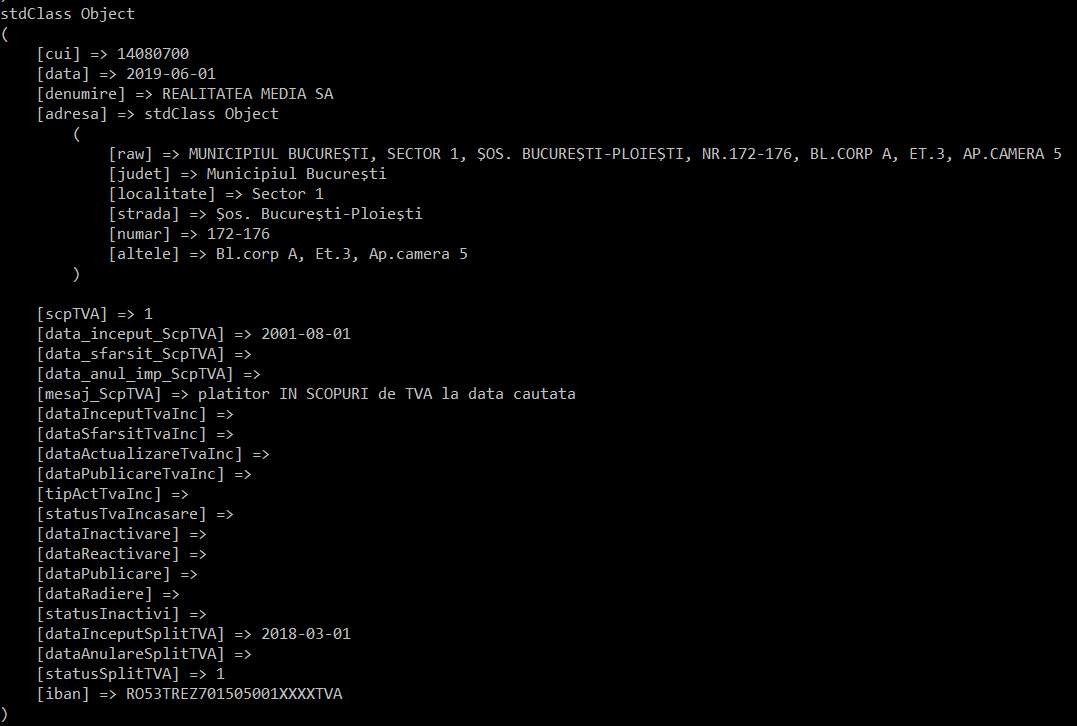 stdClass Object
(
    [cui] => 14080700
    [data] => 2019-06-01
    [denumire] => REALITATEA MEDIA SA
    [adresa] => stdClass Object
        (
            [raw] => MUNICIPIUL BUCUREŞTI, SECTOR 1, ŞOS. BUCUREŞTI-PLOIEŞTI, NR.172-176, BL.CORP A, ET.3, AP.CAMERA 5
            [judet] => Municipiul Bucureşti
            [localitate] => Sector 1
            [strada] => Şos. Bucureşti-Ploieşti
            [numar] => 172-176
            [altele] => Bl.corp A, Et.3, Ap.camera 5
        )

    [scpTVA] => 1
    [data_inceput_ScpTVA] => 2001-08-01
    [data_sfarsit_ScpTVA] =>
    [data_anul_imp_ScpTVA] =>
    [mesaj_ScpTVA] => platitor IN SCOPURI de TVA la data cautata
    [dataInceputTvaInc] =>
    [dataSfarsitTvaInc] =>
    [dataActualizareTvaInc] =>
    [dataPublicareTvaInc] =>
    [tipActTvaInc] =>
    [statusTvaIncasare] =>
    [dataInactivare] =>
    [dataReactivare] =>
    [dataPublicare] =>
    [dataRadiere] =>
    [statusInactivi] =>
    [dataInceputSplitTVA] => 2018-03-01
    [dataAnulareSplitTVA] =>
    [statusSplitTVA] => 1
    [iban] => RO53TREZ701505001XXXXTVA
)